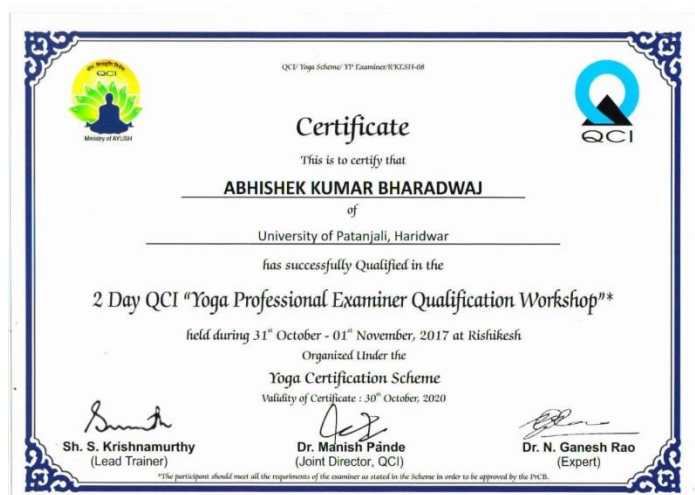 QCI/ Yoga Scheme/ YP Examiner/R'KESH-08
QCI
Ministry of AYUSH
QCI
Certificate
This is to certify that
ABHISHEK KUMAR BHARADWAJ
of
University of Patanjali, Haridwar
has successfully Qualified in the
2 Day QCI "Yoga Professional Examiner Qualification Workshop"*
held during 31st October - 01st November, 2017 at Rishikesh
Organized Under the
Yoga Certification Scheme
Validity of Certificate : 30th October, 2020
Sh. S. Krishnamurthy
(Lead Trainer)
Dr. Manish Pande
(Joint Director, QCI)
Dr. N. Ganesh Rao
(Expert)
*The participant should meet all the requriments of the examiner as stated in the Scheme in order to be approved by the PrCB.